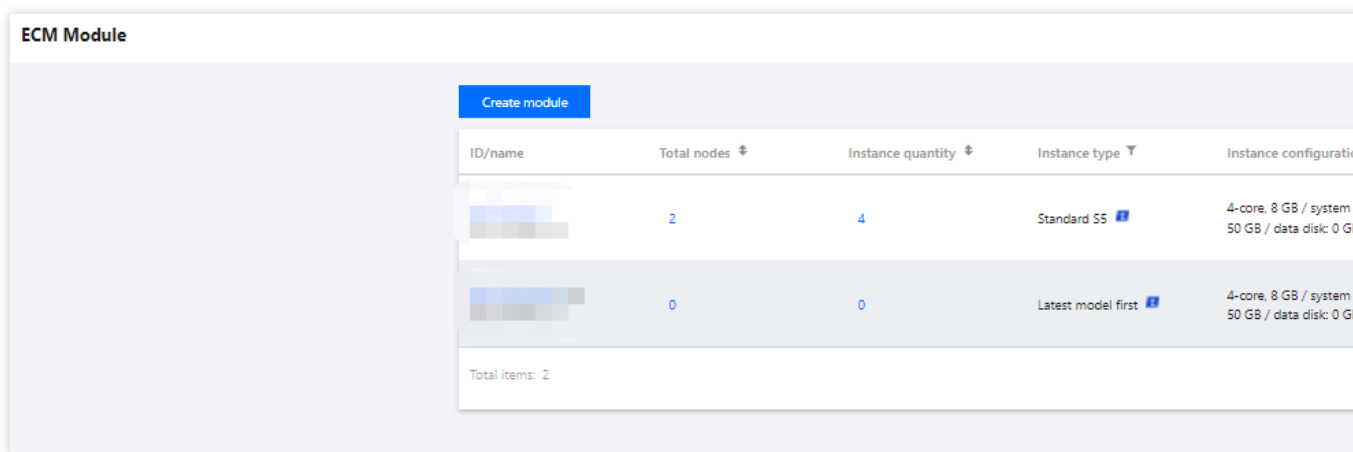 ECM Module
Create module
ID/name Total nodes Instance quantity Instance type Instance configuratio
2 4 Standard S5 4-core, 8 GB / system
50 GB / data disk: 0 G
0 0 Latest model first 4-core, 8 GB / system
50 GB / data disk: 0 G
Total items: 2